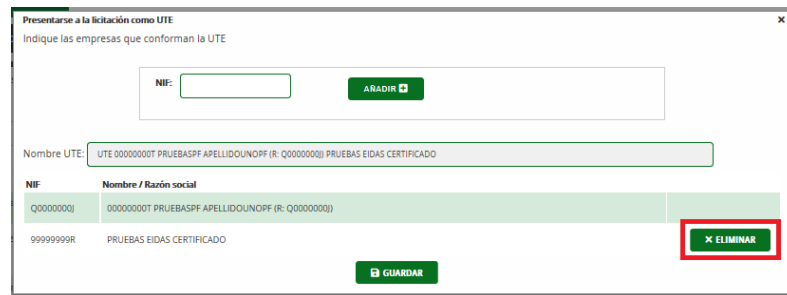 Presentarse a la licitación como UTE
Indique las empresas que conforman la UTE
NIF:
AÑADIR
Nombre UTE: UTE 00000000T PRUEBASPF APELLIDOUNOPF (R: Q0000000J) PRUEBAS EIDAS CERTIFICADO
NIF Nombre / Razón social
Q0000000J 00000000T PRUEBASPF APELLIDOUNOPF (R: Q0000000J)
99999999R PRUEBAS EIDAS CERTIFICADO ELIMINAR
GUARDAR